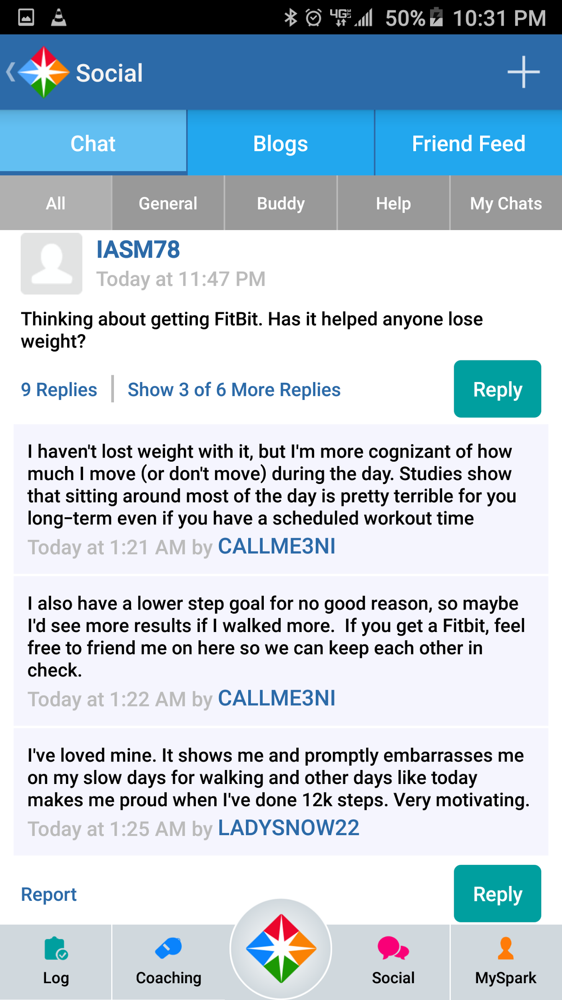 50% 10:31 PM
Social
Chat Blogs Friend Feed
All General Buddy Help My Chats
IASM78
Today at 11:47 PM
Thinking about getting FitBit. Has it helped anyone lose
weight?
9 Replies Show 3 of 6 More Replies Reply
I haven't lost weight with it, but I'm more cognizant of how
much I move (or don't move) during the day. Studies show
that sitting around most of the day is pretty terrible for you
long-term even if you have a scheduled workout time
Today at 1:21 AM by CALLME3NI
I also have a lower step goal for no good reason, so maybe
I'd see more results if I walked more.  If you get a Fitbit, feel
free to friend me on here so we can keep each other in
check.
Today at 1:22 AM by CALLME3NI
I've loved mine. It shows me and promptly embarrasses me
on my slow days for walking and other days like today
makes me proud when I've done 12k steps. Very motivating.
Today at 1:25 AM by LADYSNOW22
Report Reply
Log Coaching Social MySpark